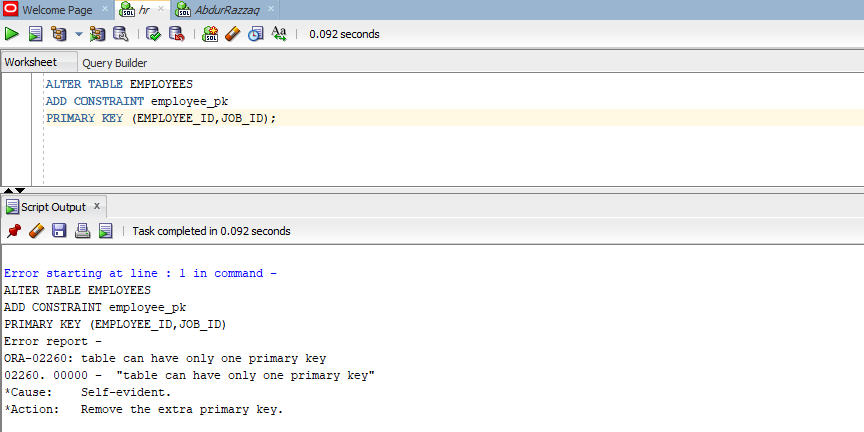 Welcome Page
hr
AbdurRazzaq
0.092 seconds
Worksheet
Query Builder
ALTER TABLE EMPLOYEES
ADD CONSTRAINT employee_pk
PRIMARY KEY (EMPLOYEE_ID,JOB_ID);
Script Output
Task completed in 0.092 seconds
Error starting at line : 1 in command -
ALTER TABLE EMPLOYEES
ADD CONSTRAINT employee_pk
PRIMARY KEY (EMPLOYEE_ID,JOB_ID)
Error report -
ORA-02260: table can have only one primary key
02260. 00000 -  "table can have only one primary key"
*Cause:    Self-evident.
*Action:   Remove the extra primary key.